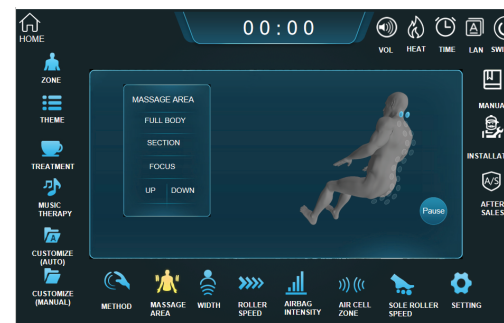 00:00
HOME
VOL
HEAT
TIME
LAN
ZONE
THEME
TREATMENT
MUSIC
THERAPY
CUSTOMIZE
(AUTO)
CUSTOMIZE
(MANUAL)
MASSAGE AREA
FULL BODY
SECTION
FOCUS
UP DOWN
Pause
A/S
AFTER
SALES
METHOD
MASSAGE
AREA
WIDTH
ROLLER
SPEED
AIRBAG
INTENSITY
AIR CELL
ZONE
SOLE ROLLER
SPEED
SETTING